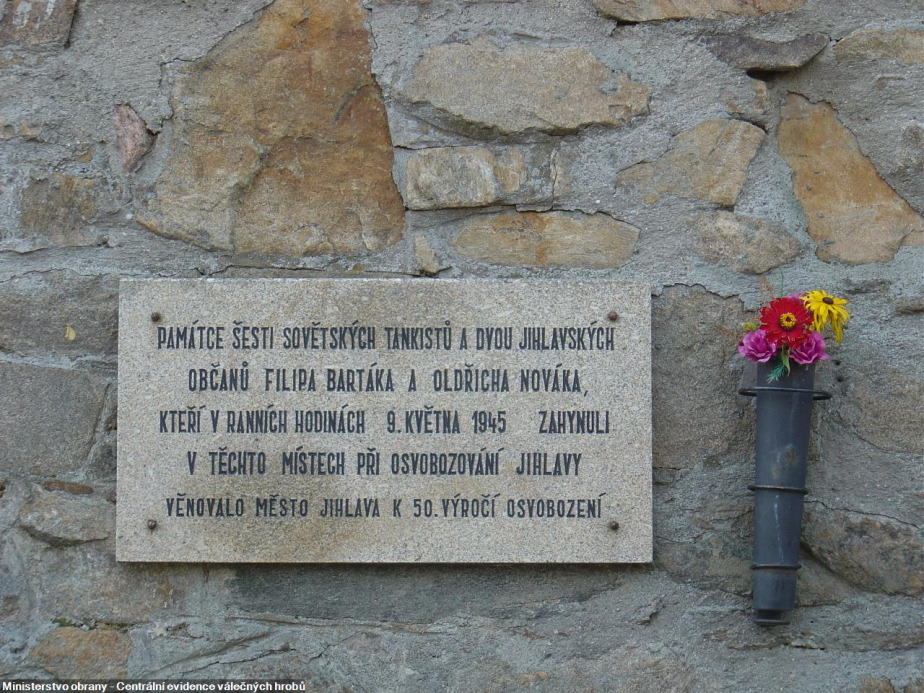 PAMÁTCE ŠESTI SOVĚTSKÝCH TANKISTŮ A DVOU JIHLAVSKÝCH
OBČANŮ FILIPA BARTÁKA A OLDŘICHA NOVÁKA,
KTEŘÍ V RANNÍCH HODINÁCH 9. KVĚTNA 1945 ZAHYNULI
V TĚCHTO MÍSTECH PŘI OSVOBOZOVÁNÍ JIHLAVY
VĚNOVALO MĚSTO JIHLAVA K 50. VÝROČÍ OSVOBOZENÍ
Ministerstvo obrany - Centrální evidence válečných hrobů